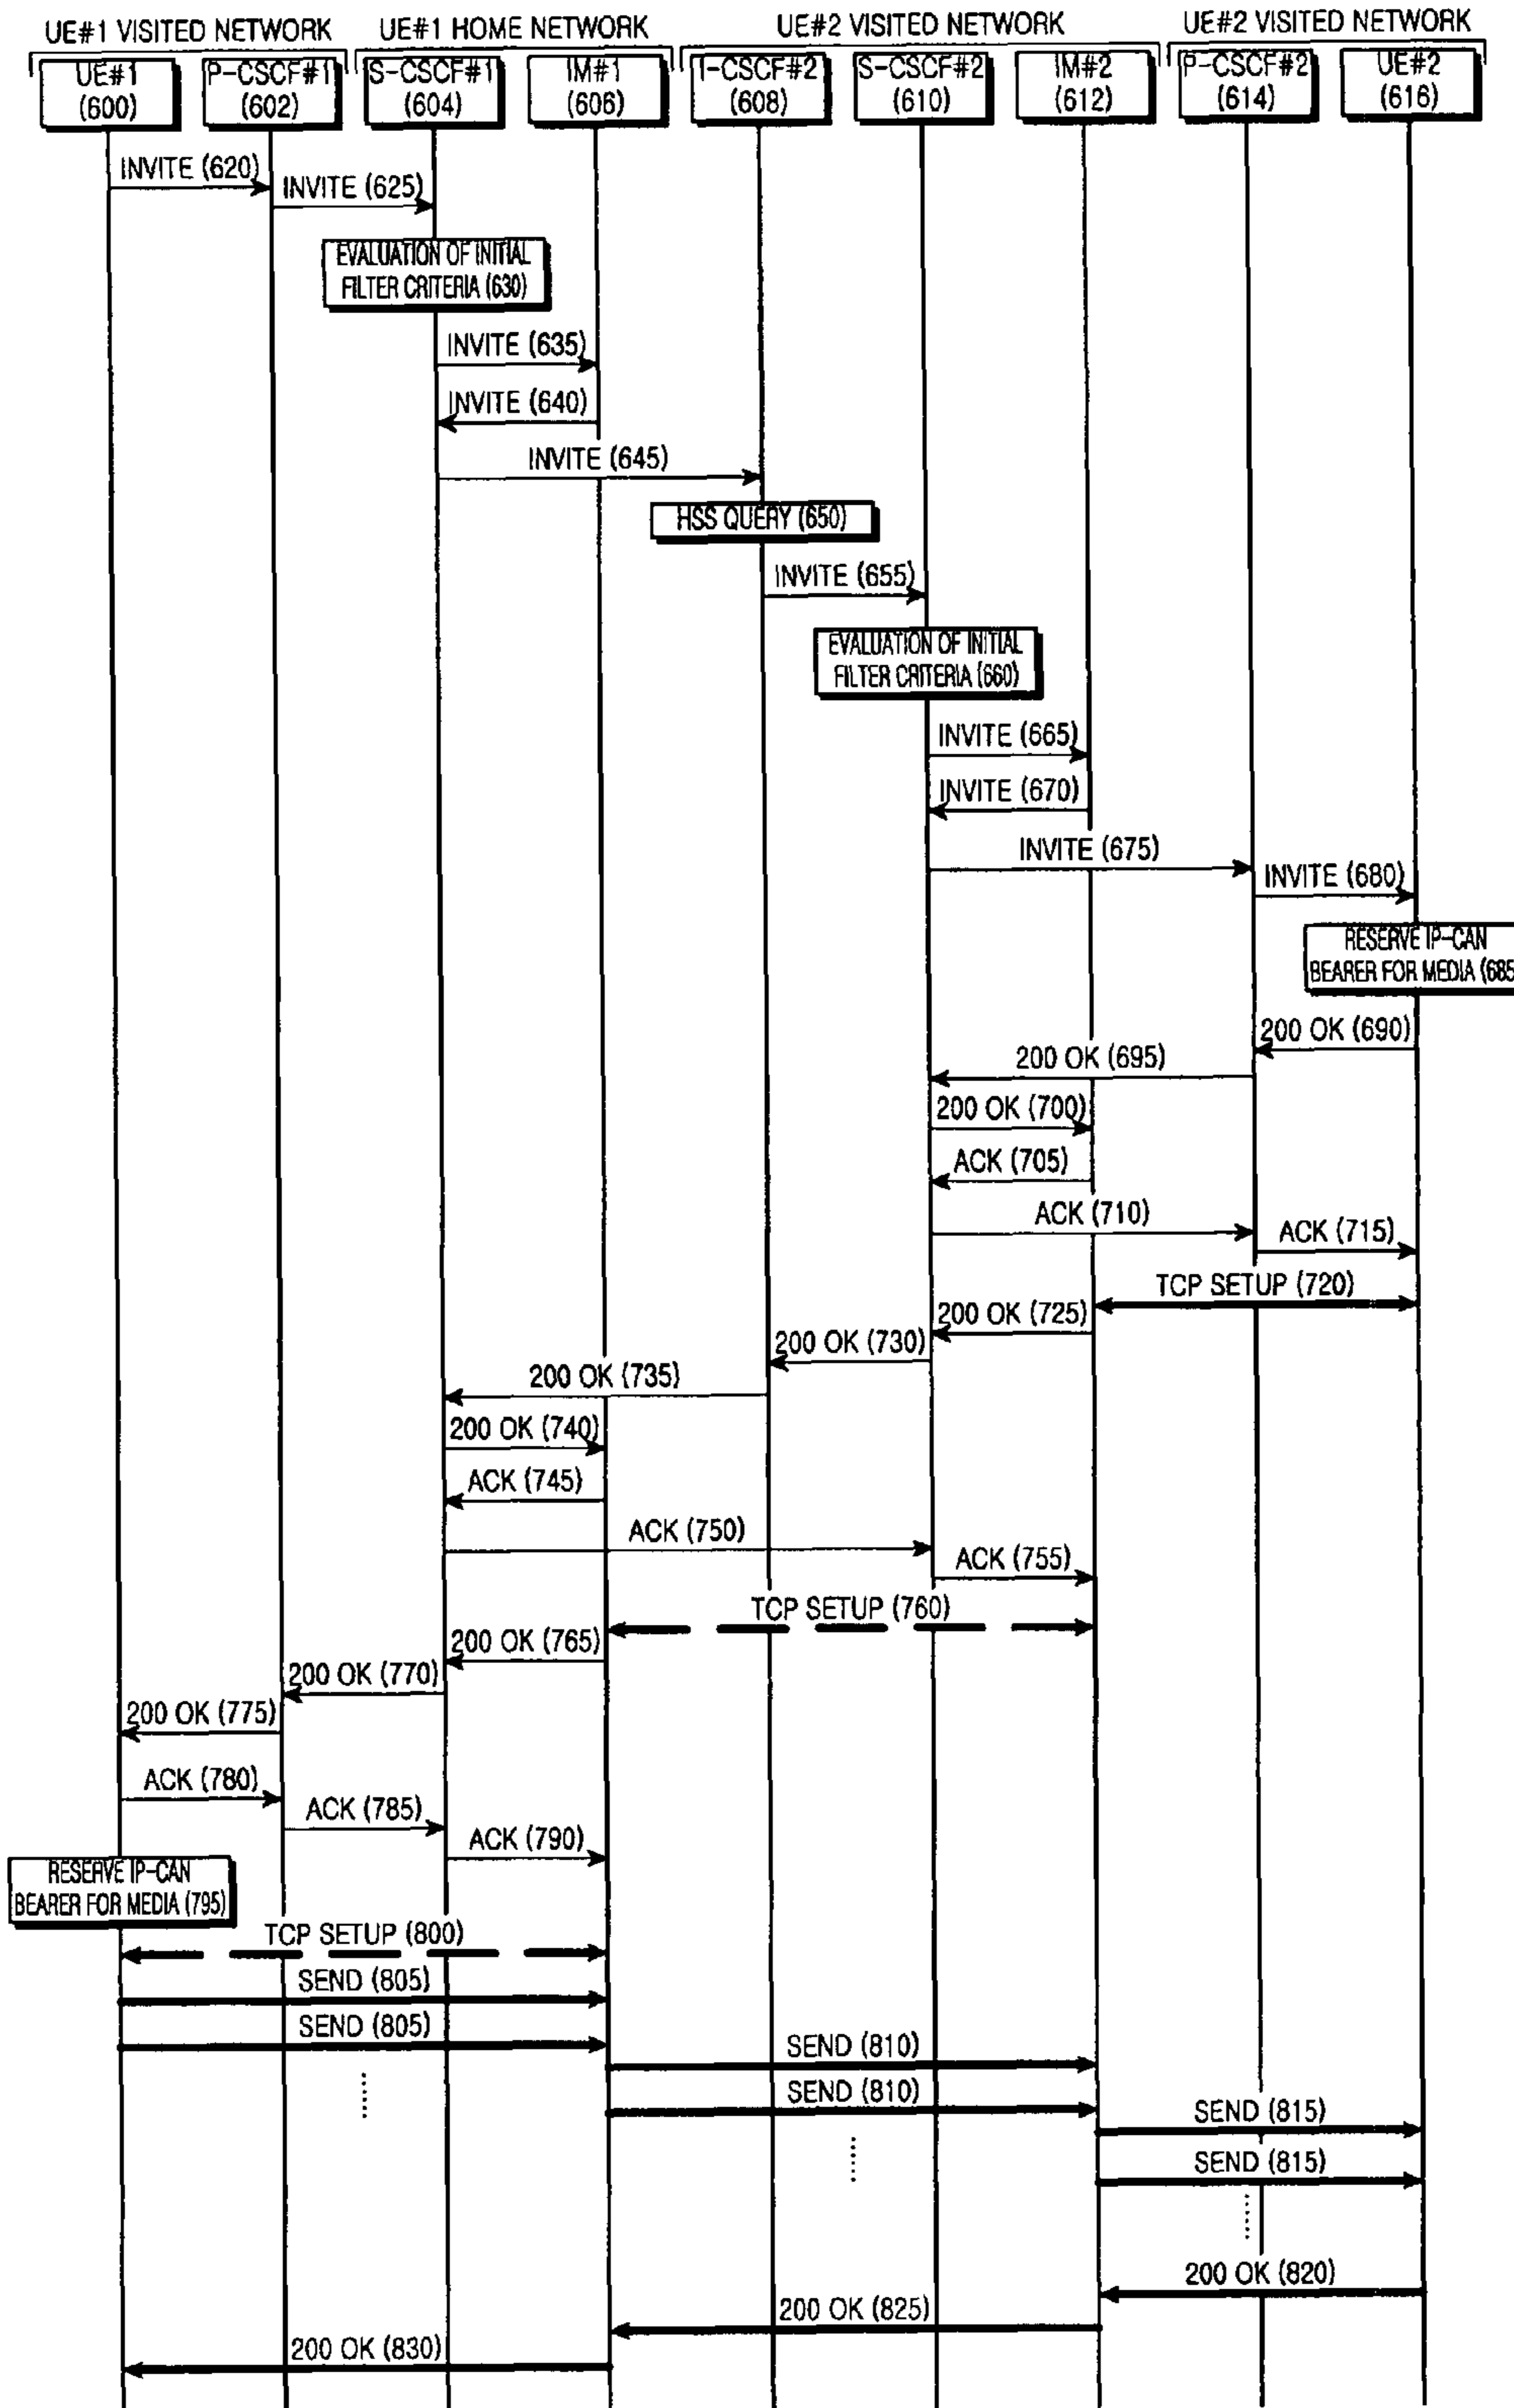 UE#1 VISITED NETWORK
UE#1 HOME NETWORK
UE#2 VISITED NETWORK
UE#2 VISITED NETWORK
UE#1
(600)
P-CSCF#1
(602)
S-CSCF#1
(604)
IM#1
(606)
I-CSCF#2
(608)
S-CSCF#2
(610)
IM#2
(612)
P-CSCF#2
(614)
UE#2
(616)
INVITE (620)
INVITE (625)
EVALUATION OF INITIAL
FILTER CRITERIA (630)
INVITE (635)
INVITE (640)
INVITE (645)
HSS QUERY (650)
INVITE (655)
EVALUATION OF INITIAL
FILTER CRITERIA (660)
INVITE (665)
INVITE (670)
INVITE (675)
INVITE (680)
RESERVE IP-CAN
BEARER FOR MEDIA (685
200 OK (690)
200 OK (695)
200 OK (700)
ACK (705)
ACK (710)
ACK (715)
TCP SETUP (720)
200 OK (725)
200 OK (730)
200 OK (735)
200 OK (740)
ACK (745)
ACK (750)
ACK (755)
TCP SETUP (760)
200 OK (765)
200 OK (770)
200 OK (775)
ACK (780)
ACK (785)
ACK (790)
RESERVE IP-CAN
BEARER FOR MEDIA (795)
TCP SETUP (800)
SEND (805)
SEND (805)
SEND (810)
SEND (810)
SEND (815)
SEND (815)
200 OK (820)
200 OK (825)
200 OK (830)